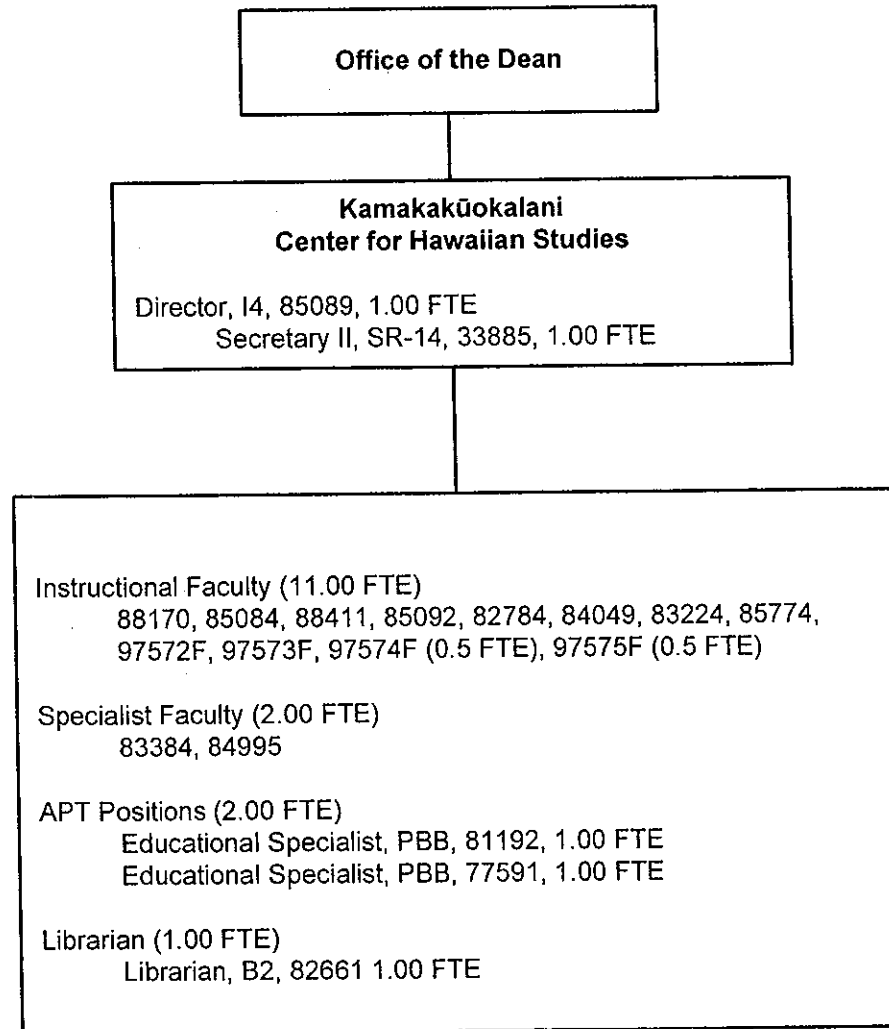 Office of the Dean
Kamakakūokalani
Center for Hawaiian Studies
Director, I4, 85089, 1.00 FTE
Secretary II, SR-14, 33885, 1.00 FTE
Instructional Faculty (11.00 FTE)
88170, 85084, 88411, 85092, 82784, 84049, 83224, 85774,
97572F, 97573F, 97574F (0.5 FTE), 97575F (0.5 FTE)
Specialist Faculty (2.00 FTE)
83384, 84995
APT Positions (2.00 FTE)
Educational Specialist, PBB, 81192, 1.00 FTE
Educational Specialist, PBB, 77591, 1.00 FTE
Librarian (1.00 FTE)
Librarian, B2, 82661 1.00 FTE